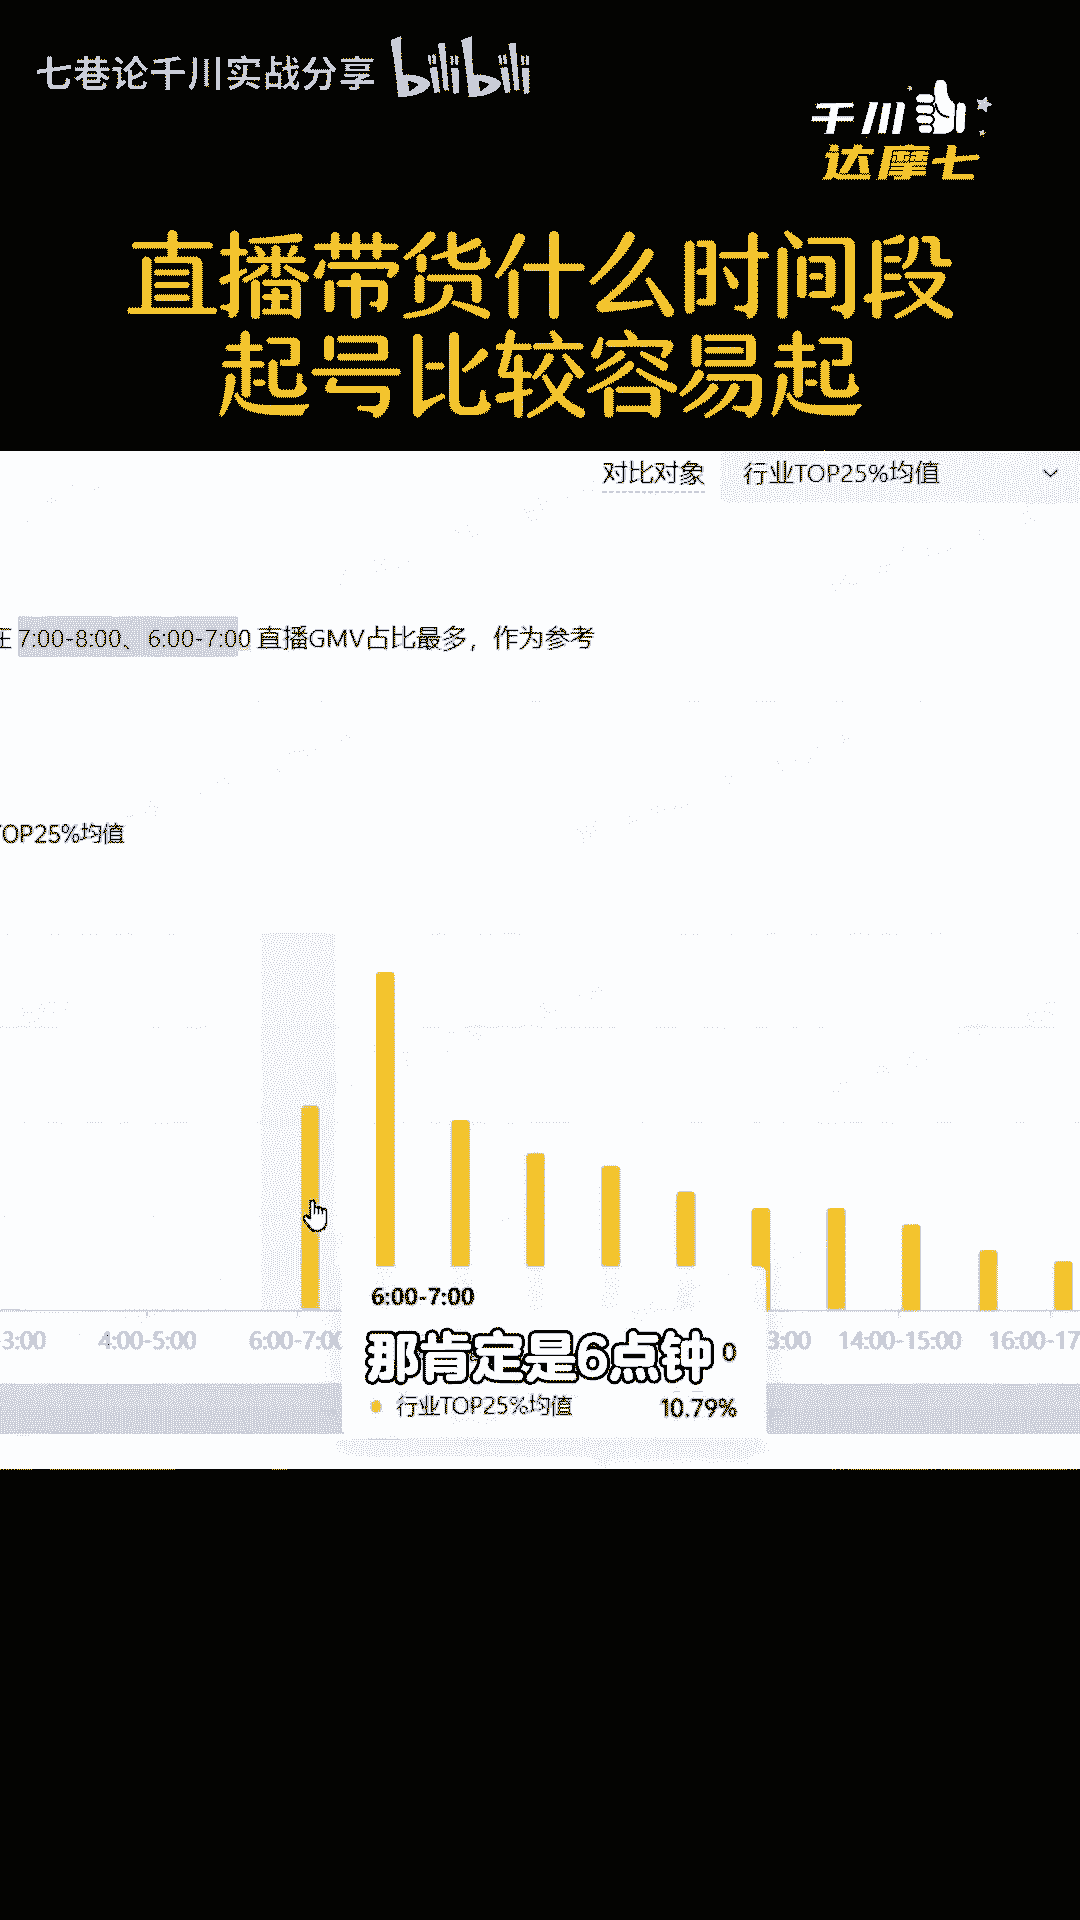 七巷论千川实战分享 bilibili
千川
达摩七
直播带货什么时间段
起号比较容易起
对比对象 行业TOP25%均值
在 7:00-8:00、6:00-7:00 直播GMV占比最多，作为参考
TOP25%均值
3:00 4:00-5:00 6:00-7:00 3:00 14:00-15:00 16:00-17
6:00-7:00
那肯定是6点钟 0
行业TOP25%均值 10.79%